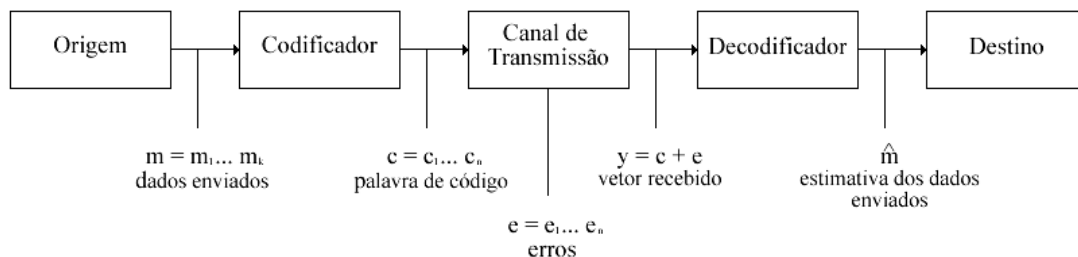 Origem
Codificador
Canal de
Transmissão
Decodificador
Destino
m = m₁... mₖ
dados enviados
c = c₁... cₙ
palavra de código
y = c + e
vetor recebido
m̂
estimativa dos dados
enviados
e = e₁... eₙ
erros